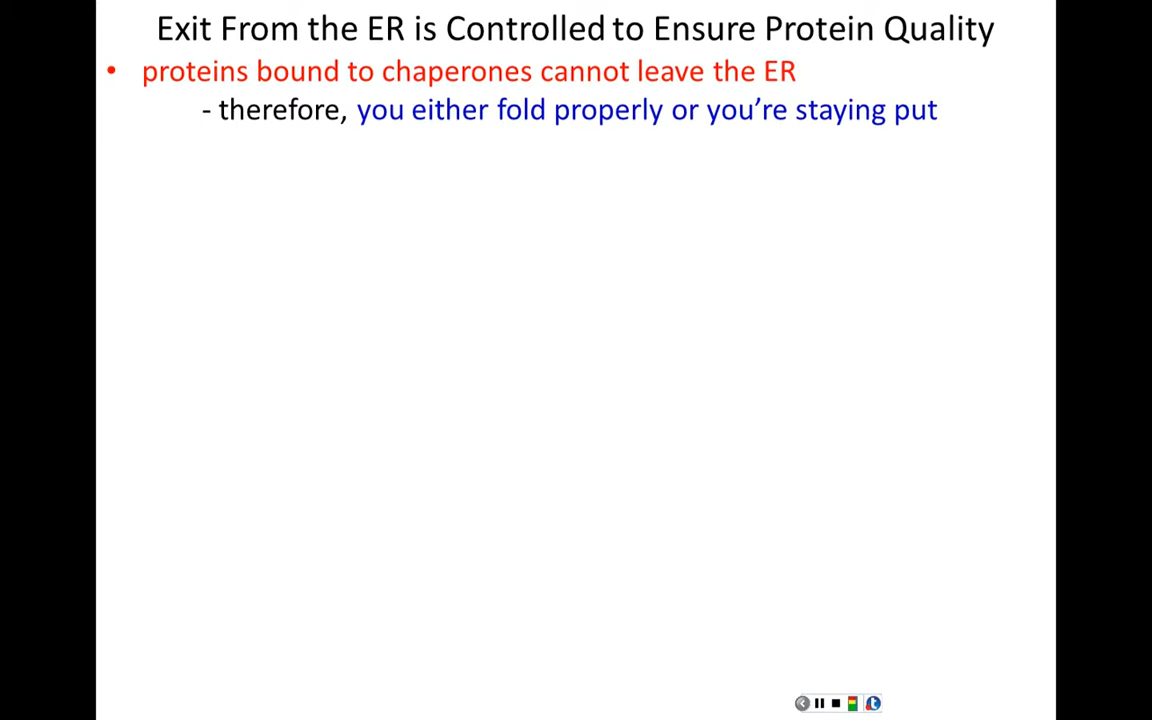 Exit From the ER is Controlled to Ensure Protein Quality
• proteins bound to chaperones cannot leave the ER
- therefore, you either fold properly or you’re staying put